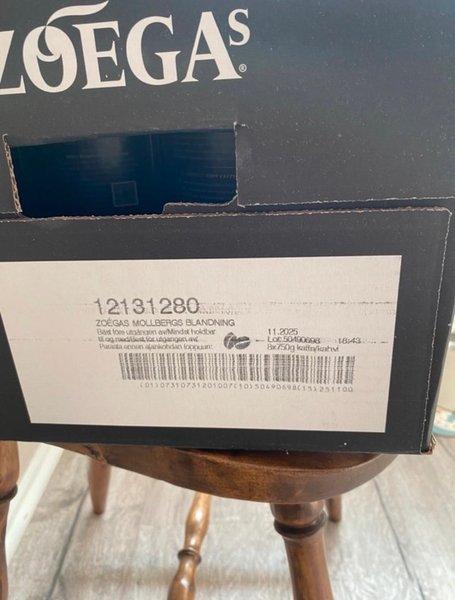 ZOÉGAS®
12131280
ZOÉGAS MOLLBERGS BLANDNING
Bäst före utgången av/Mindst holdbar
til og med/Best før utgangen av/
Parasta ennen ajankohdan loppuun:
11.2025
Lot: 50490698 18:43
8x750g kaffe/kahvi
(01)07310731201007(10)50490698(15)251100